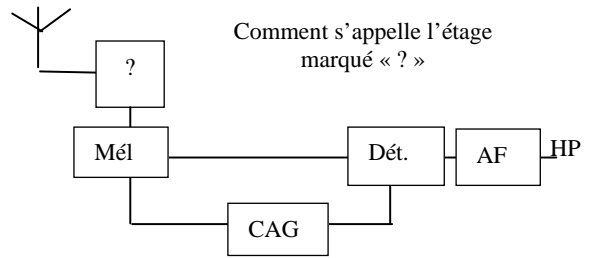 Comment s’appelle l’étage
marqué « ? »
?
Mél
Dét.
AF
HP
CAG